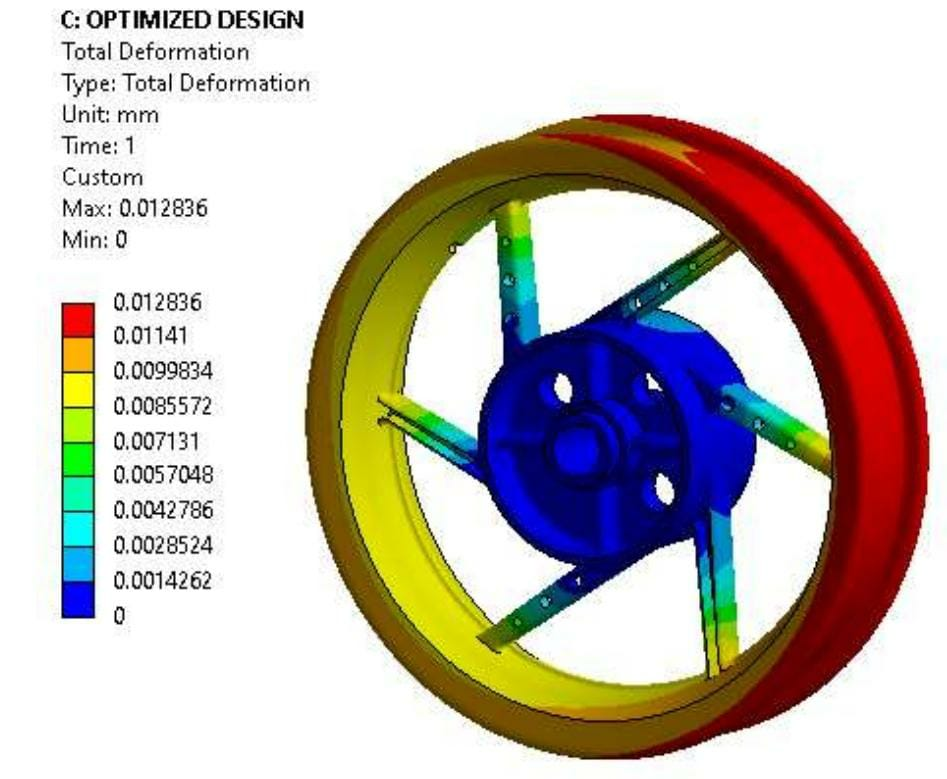 C: OPTIMIZED DESIGN
Total Deformation
Type: Total Deformation
Unit: mm
Time: 1
Custom
Max: 0.012836
Min: 0
0.012836
0.01141
0.0099834
0.0085572
0.007131
0.0057048
0.0042786
0.0028524
0.0014262
0